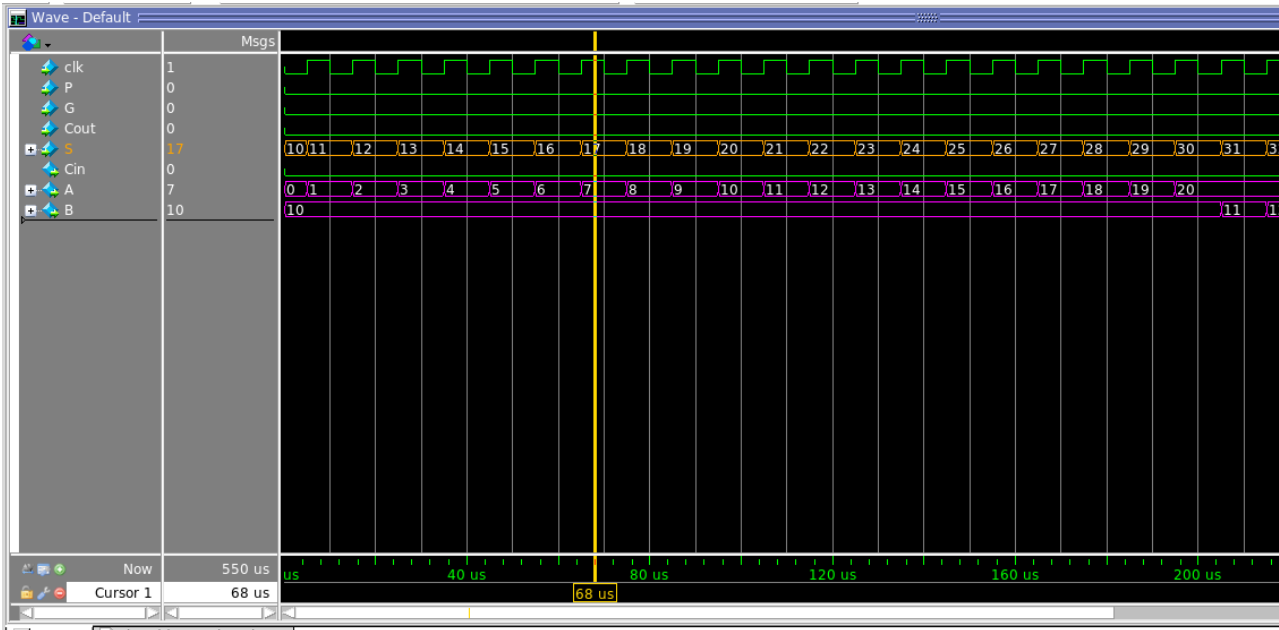 Wave - Default
Msgs
clk 1
P 0
G 0
Cout 0
S 17 10 11 12 13 14 15 16 17 18 19 20 21 22 23 24 25 26 27 28 29 30 31
Cin 0
A 7 0 1 2 3 4 5 6 7 8 9 10 11 12 13 14 15 16 17 18 19 20
B 10 10 11
Now 550 us us 40 us 80 us 120 us 160 us 200 us
Cursor 1 68 us 68 us